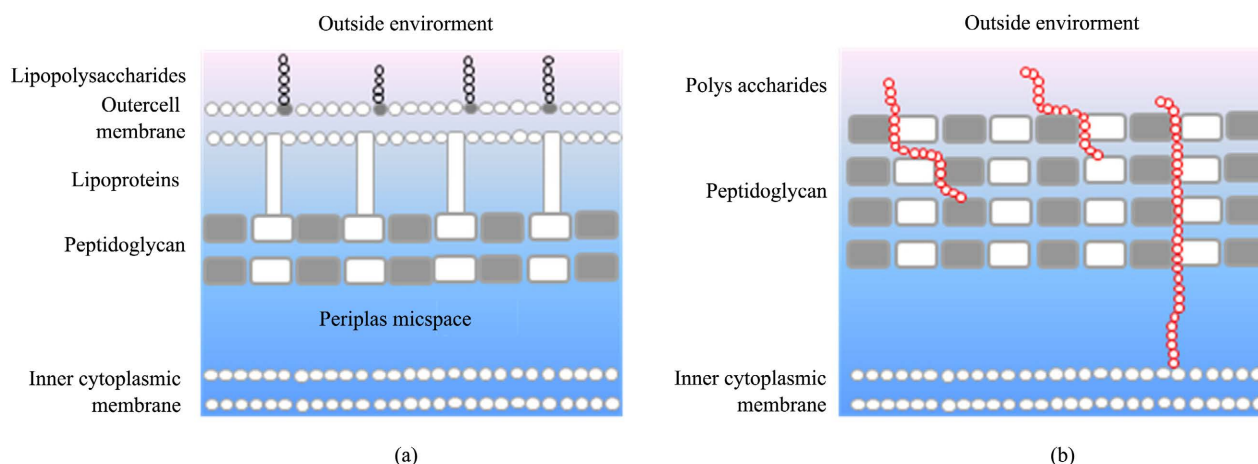 Outside envirorment
Lipopolysaccharides
Outercell
membrane
Lipoproteins
Peptidoglycan
Periplas micspace
Inner cytoplasmic
membrane
(a)
Outside envirorment
Polys accharides
Peptidoglycan
Inner cytoplasmic
membrane
(b)